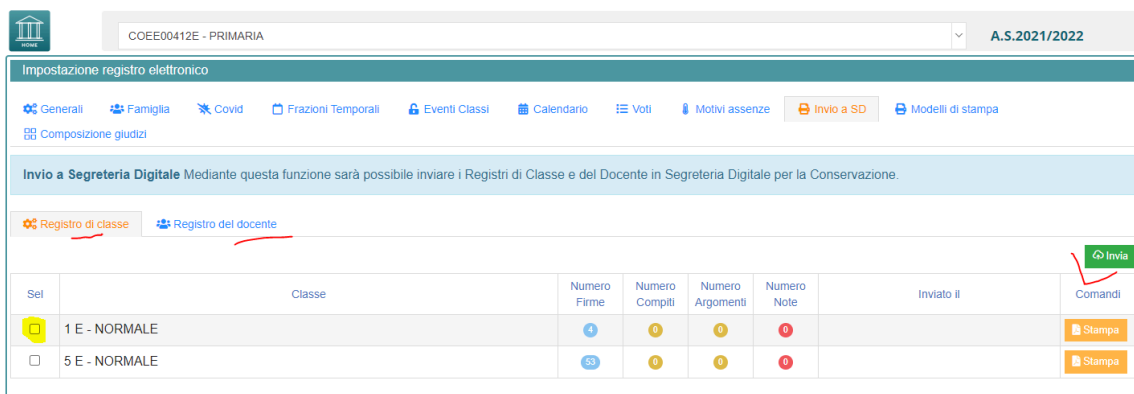 HOME
COEE00412E - PRIMARIA
A.S.2021/2022
Impostazione registro elettronico
Generali Famiglia Covid Frazioni Temporali Eventi Classi Calendario Voti Motivi assenze Invio a SD Modelli di stampa
Composizione giudizi
Invio a Segreteria Digitale Mediante questa funzione sarà possibile inviare i Registri di Classe e del Docente in Segreteria Digitale per la Conservazione.
Registro di classe Registro del docente
Invia
Sel Classe Numero Firme Numero Compiti Numero Argomenti Numero Note Inviato il Comandi
1 E - NORMALE 4 0 0 0 Stampa
5 E - NORMALE 53 0 0 0 Stampa